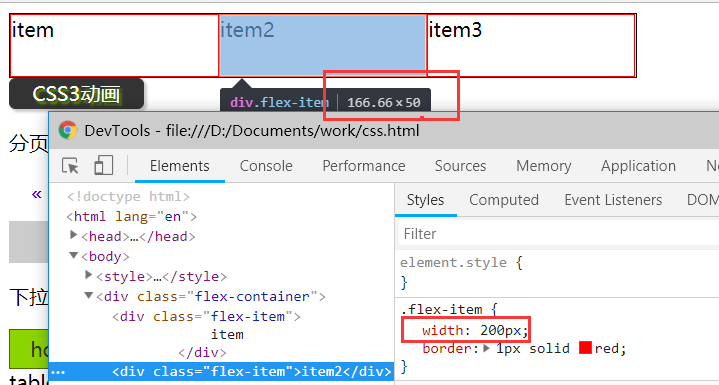 item item2 item3
CSS3动画
div.flex-item 166.66×50
DevTools - file:///D:/Documents/work/css.html
分页
Elements Console Performance Sources Memory Application
«
<!doctype html>
<html lang="en">
▶<head>…</head>
▼<body>
▶<style>…</style>
▼<div class="flex-container">
▼<div class="flex-item">
item
</div>
… <div class="flex-item">item2</div>
Styles Computed Event Listeners DOM
Filter
element.style {
}
.flex-item {
width: 200px;
border:▶1px solid red;
}
下拉
ho
table